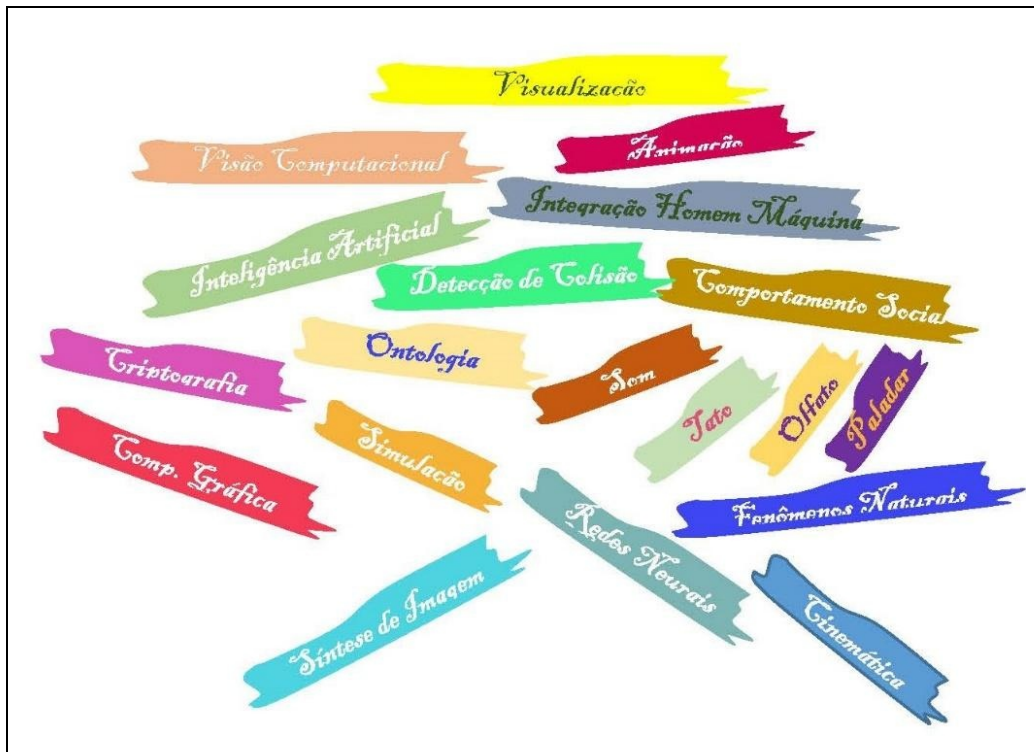 Visualização
Animação
Visão Computacional
Integração Homem Máquina
Inteligência Artificial
Detecção de Colisão
Comportamento Social
Criptografia
Ontologia
Som
Tato
Olfato
Paladar
Comp. Gráfica
Simulação
Fenômenos Naturais
Redes Neurais
Síntese de Imagem
Cinemática